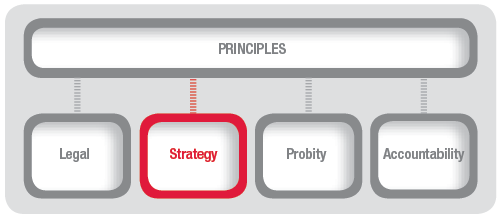 PRINCIPLES
Legal
Strategy
Probity
Accountability